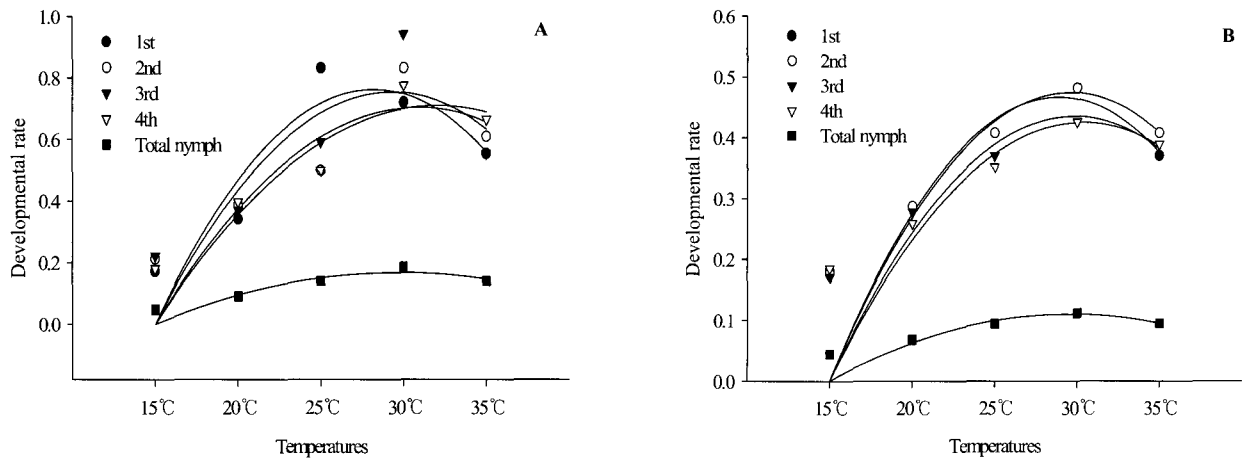 A
1st
2nd
3rd
4th
Total nymph
Developmental rate
1.0
0.8
0.6
0.4
0.2
0.0
15℃ 20℃ 25℃ 30℃ 35℃
Temperatures
B
1st
2nd
3rd
4th
Total nymph
Developmental rate
0.6
0.5
0.4
0.3
0.2
0.1
0.0
15℃ 20℃ 25℃ 30℃ 35℃
Temperatures